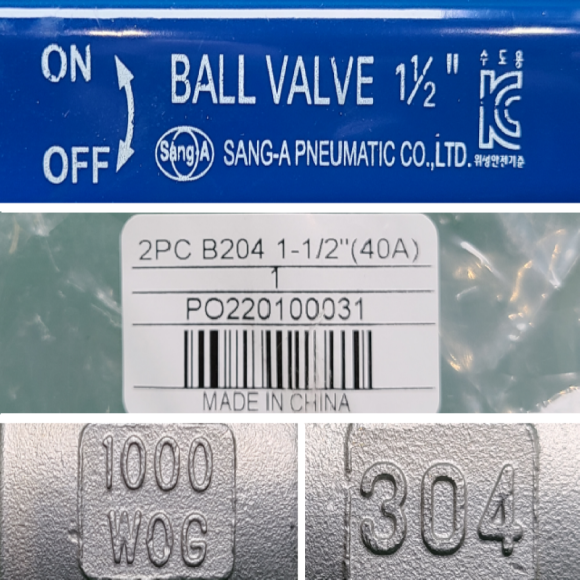 ON
OFF
BALL VALVE 1½"
Sang-A
SANG-A PNEUMATIC CO.,LTD.
수도용
KC
위생안전기준
2PC B204 1-1/2"(40A)
1
PO220100031
MADE IN CHINA
1000
WOG
304